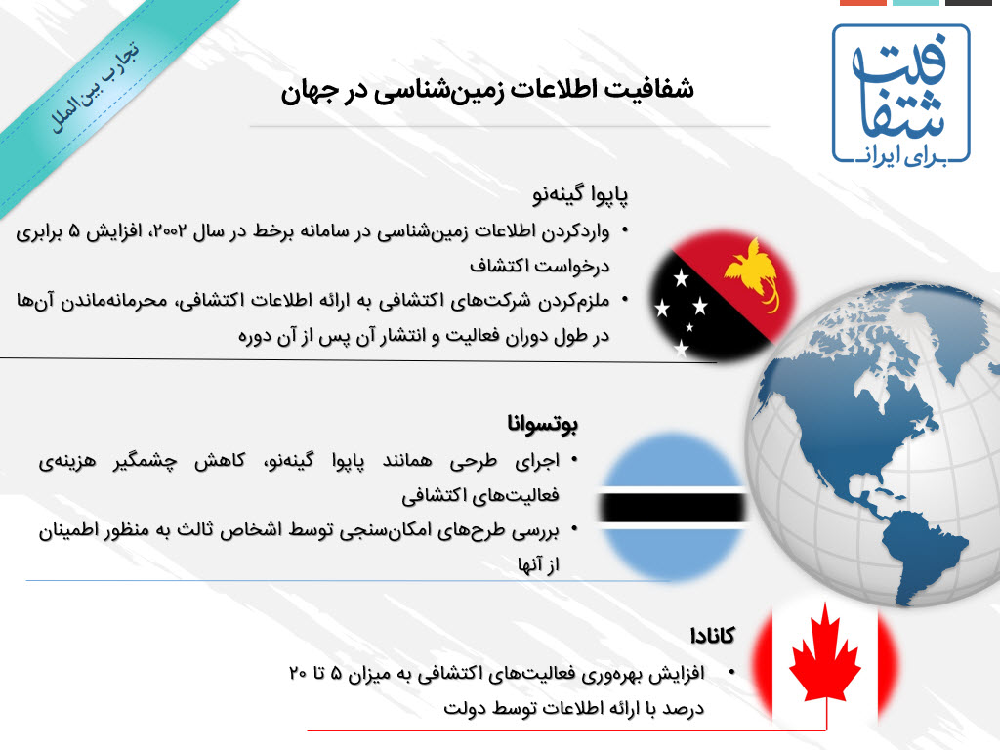 تجارب بین‌الملل
شفافیت
برای ایران
شفافیت اطلاعات زمین‌شناسی در جهان
پاپوا گینه‌نو
• واردکردن اطلاعات زمین‌شناسی در سامانه برخط در سال ۲۰۰۲، افزایش ۵ برابری
درخواست اکتشاف
• ملزم‌کردن شرکت‌های اکتشافی به ارائه اطلاعات اکتشافی، محرمانه‌ماندن آن‌ها
در طول دوران فعالیت و انتشار آن پس از آن دوره
بوتسوانا
• اجرای طرحی همانند پاپوا گینه‌نو، کاهش چشمگیر هزینه‌ی
فعالیت‌های اکتشافی
• بررسی طرح‌های امکان‌سنجی توسط اشخاص ثالث به منظور اطمینان
از آنها
کانادا
• افزایش بهره‌وری فعالیت‌های اکتشافی به میزان ۵ تا ۲۰
درصد با ارائه اطلاعات توسط دولت